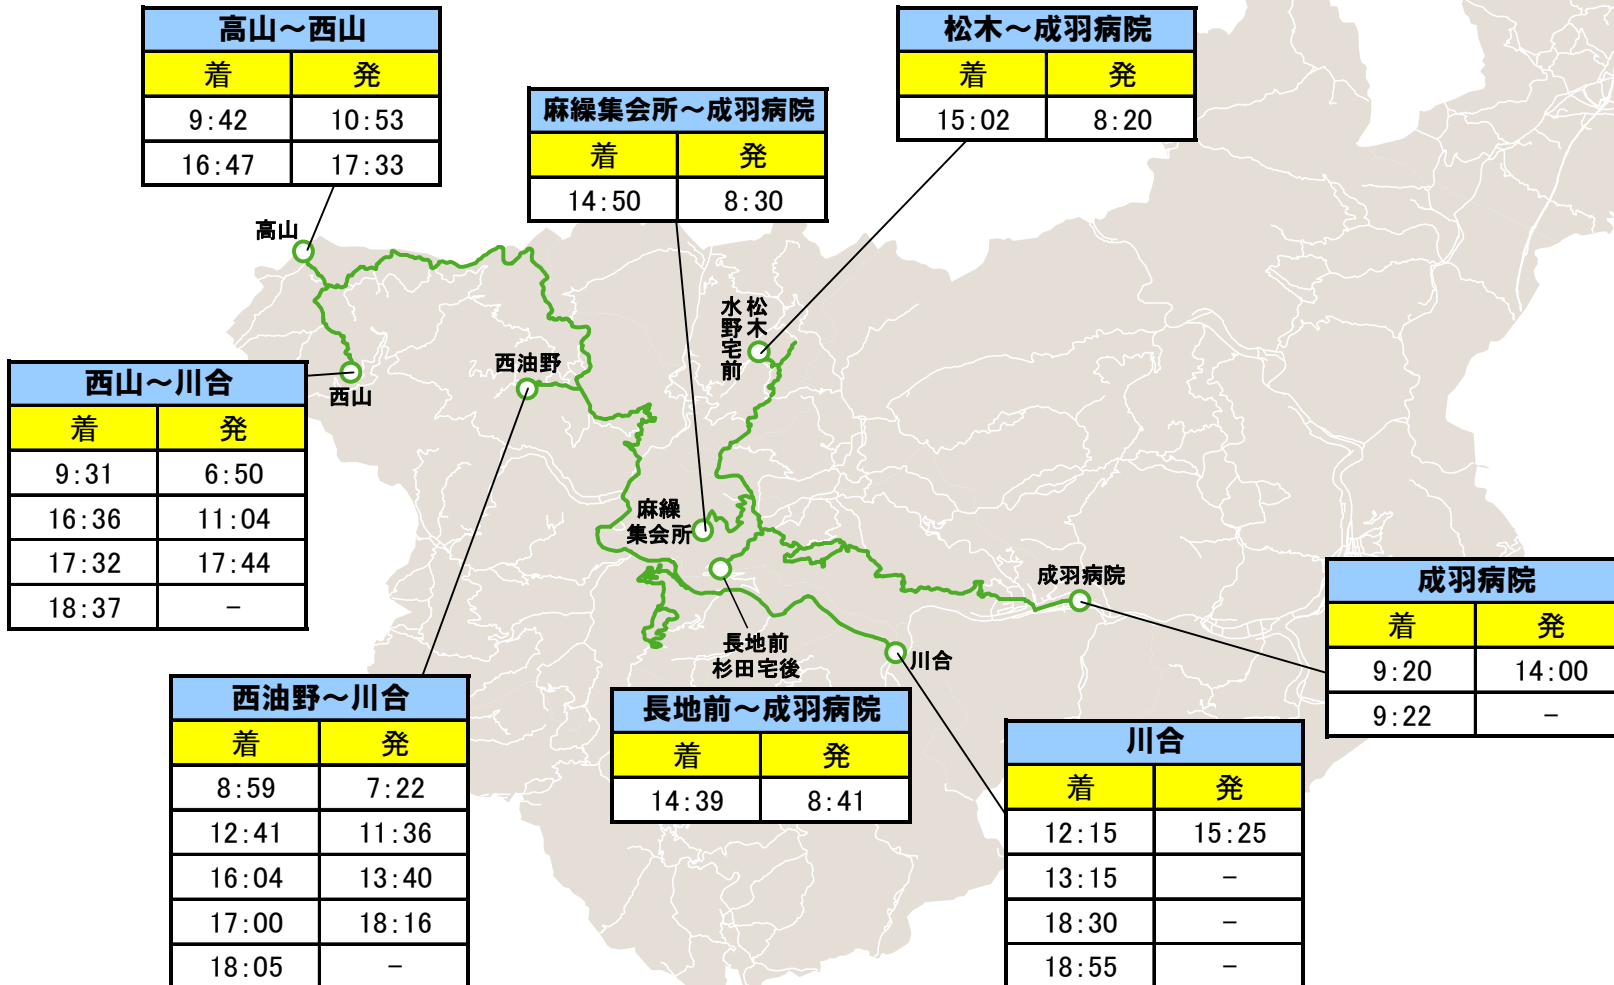 高山～西山
着 発
9:42 10:53
16:47 17:33
松木～成羽病院
着 発
15:02 8:20
麻繰集会所～成羽病院
着 発
14:50 8:30
高山
松木
水野宅前
西油野
西山
西山～川合
着 発
9:31 6:50
16:36 11:04
17:32 17:44
18:37 −
麻繰
集会所
成羽病院
長地前
杉田宅後
川合
成羽病院
着 発
9:20 14:00
9:22 −
西油野～川合
着 発
8:59 7:22
12:41 11:36
16:04 13:40
17:00 18:16
18:05 −
長地前～成羽病院
着 発
14:39 8:41
川合
着 発
12:15 15:25
13:15 −
18:30 −
18:55 −